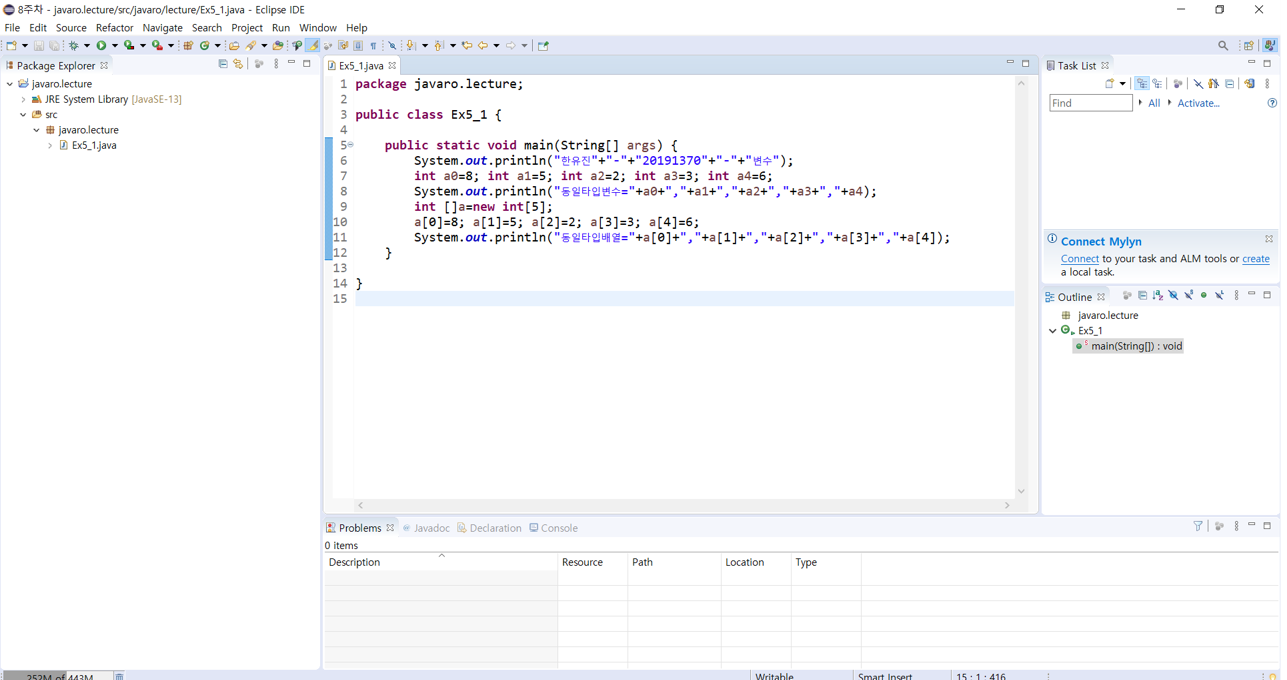 8주차 - javaro.lecture/src/javaro/lecture/Ex5_1.java - Eclipse IDE
File Edit Source Refactor Navigate Search Project Run Window Help
Package Explorer
javaro.lecture
JRE System Library [JavaSE-13]
src
javaro.lecture
Ex5_1.java
Ex5_1.java
1 package javaro.lecture;
2
3 public class Ex5_1 {
4
5 public static void main(String[] args) {
6 System.out.println("한유진"+"-"+"20191370"+"-"+"변수");
7 int a0=8; int a1=5; int a2=2; int a3=3; int a4=6;
8 System.out.println("동일타입변수="+a0+","+a1+","+a2+","+a3+","+a4);
9 int []a=new int[5];
10 a[0]=8; a[1]=5; a[2]=2; a[3]=3; a[4]=6;
11 System.out.println("동일타입배열="+a[0]+","+a[1]+","+a[2]+","+a[3]+","+a[4]);
12 }
13
14 }
15
Task List
Find All Activate...
Connect Mylyn
Connect to your task and ALM tools or create
a local task.
Outline
javaro.lecture
Ex5_1
main(String[]) : void
Problems Javadoc Declaration Console
0 items
Description Resource Path Location Type
252M of 443M Writable Smart Insert 15 : 1 : 416